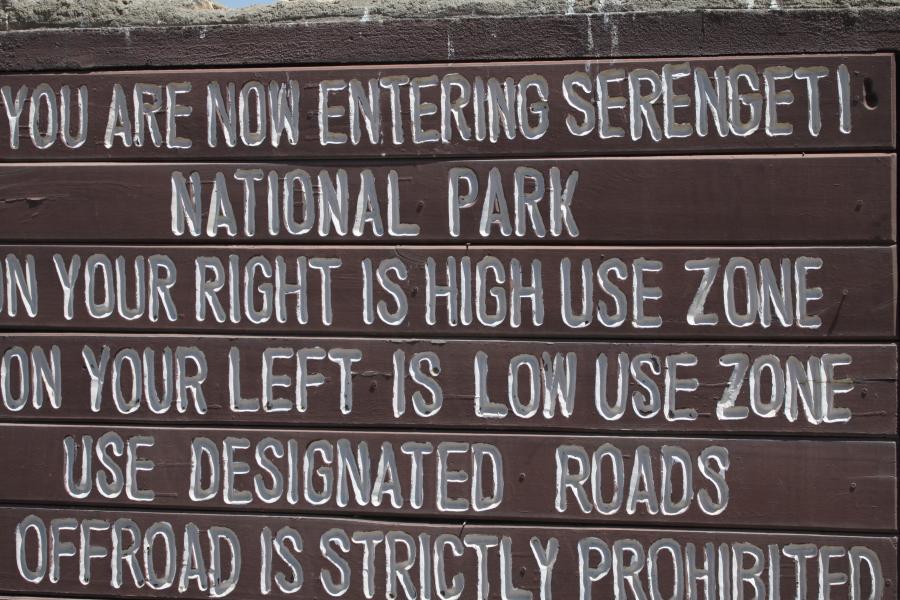 YOU ARE NOW ENTERING SERENGETI
NATIONAL PARK
ON YOUR RIGHT IS HIGH USE ZONE
ON YOUR LEFT IS LOW USE ZONE
USE DESIGNATED ROADS
OFFROAD IS STRICTLY PROHIBITED